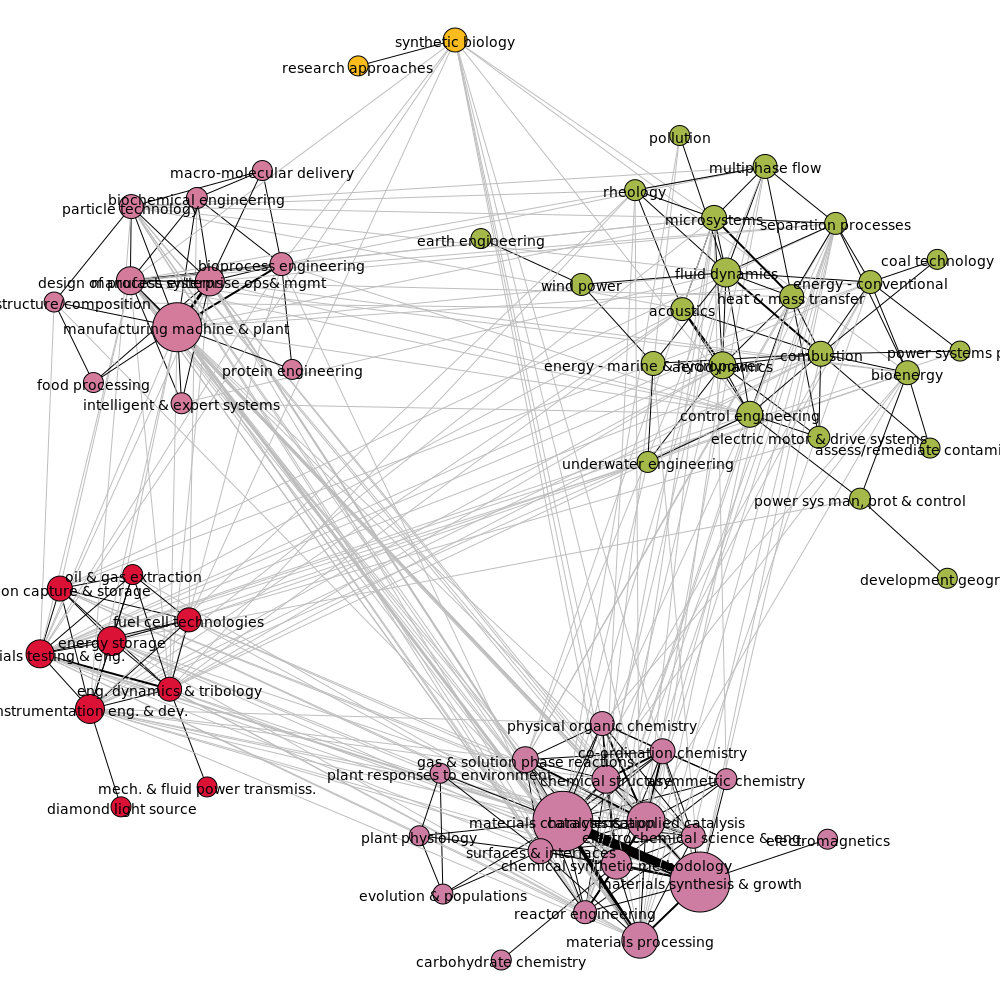 synthetic biology
research approaches
pollution
multiphase flow
macro-molecular delivery
rheology
biochemical engineering
particle technology
microsystems
separation processes
earth engineering
coal technology
bioprocess engineering
fluid dynamics
energy - conventional
wind power
heat & mass transfer
structure composition
acoustics
manufacturing machine & plant
combustion
power systems p
energy - marine & hydropower
aerodynamics
protein engineering
bioenergy
food processing
intelligent & expert systems
control engineering
electric motor & drive systems
assess/remediate contami
underwater engineering
power sys man, prot & control
oil & gas extraction
development geogr
on capture & storage
fuel cell technologies
energy storage
ials testing & eng.
eng. dynamics & tribology
nstrumentation eng. & dev.
physical organic chemistry
co-ordination chemistry
gas & solution phase reactions
plant responses to environment
chemical structure
asymmetric chemistry
mech. & fluid power transmiss.
diamond light source
materials characterisation
catalysis & applied catalysis
plant physiology
electrochemical science & eng.
electromagnetics
surfaces & interfaces
chemical synthetic methodology
materials synthesis & growth
evolution & populations
reactor engineering
materials processing
carbohydrate chemistry